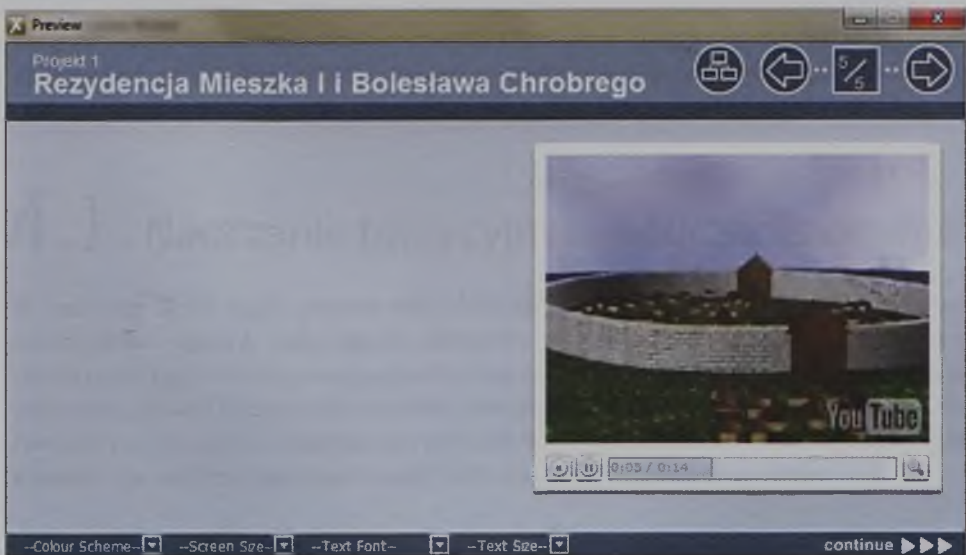 Preview
Projekt 1
Rezydencja Mieszka I i Bolesława Chrobrego
5/5
YouTube
0:05 / 0:14
--Colour Scheme-- --Screen Size-- --Text Font-- --Text Size--
continue